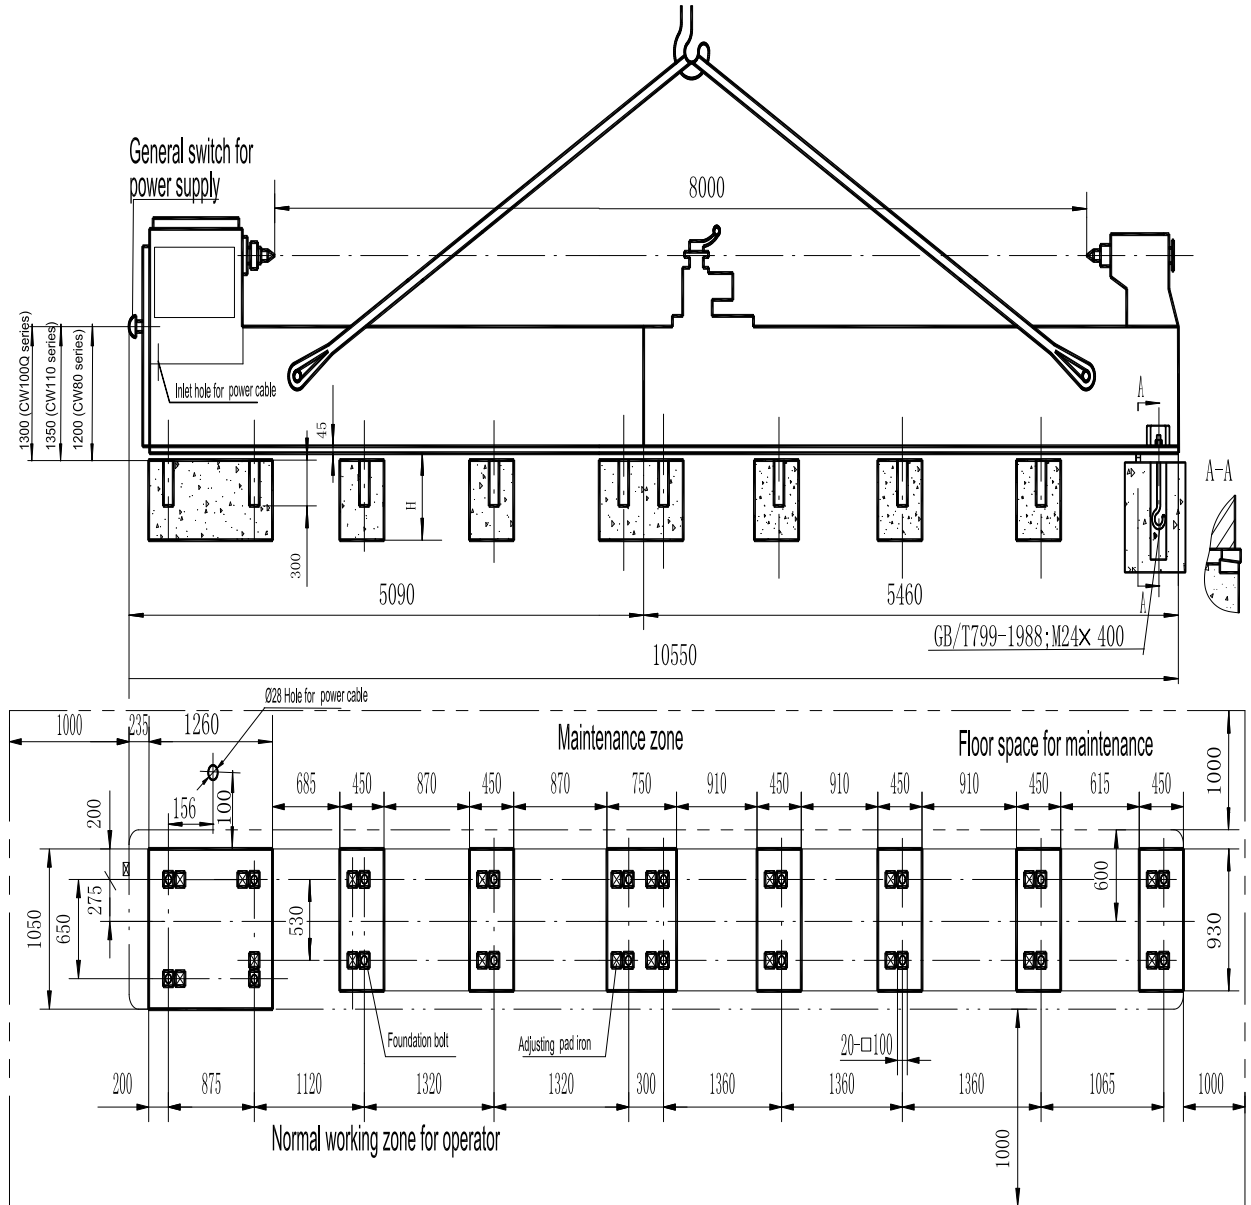 General switch for
power supply
8000
1300 (CW100Q series)
1350 (CW110 series)
1200 (CW80 series)
Inlet hole for power cable
45
A
A-A
H
300
A
5090
5460
GB/T799-1988;M24× 400
10550
Ø28 Hole for power cable
1000
235
1260
Maintenance zone
Floor space for maintenance
1000
685
450
870
450
870
750
910
450
910
450
910
450
615
450
200
156
100
600
275
1050
650
530
930
Foundation bolt
Adjusting pad iron
20-□100
200
875
1120
1320
1320
300
1360
1360
1360
1065
1000
Normal working zone for operator
1000